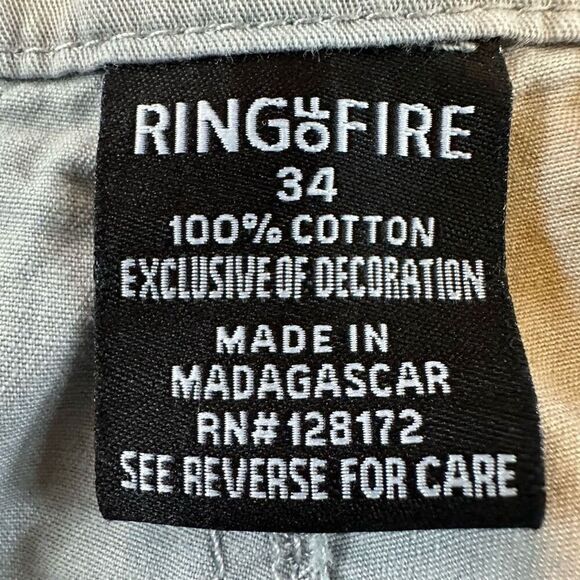 RING OF FIRE
34
100% COTTON
EXCLUSIVE OF DECORATION
MADE IN
MADAGASCAR
RN# 128172
SEE REVERSE FOR CARE